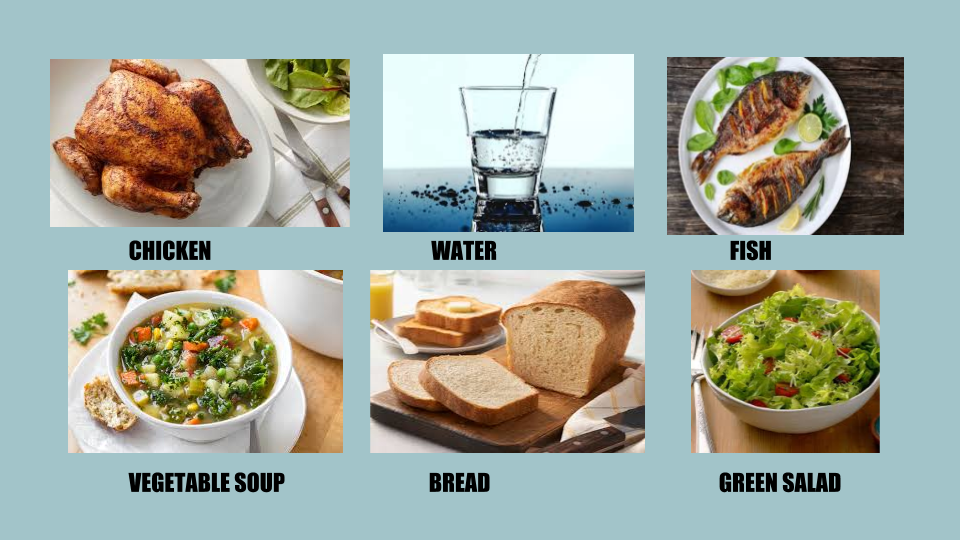 CHICKEN
WATER
FISH
VEGETABLE SOUP
BREAD
GREEN SALAD